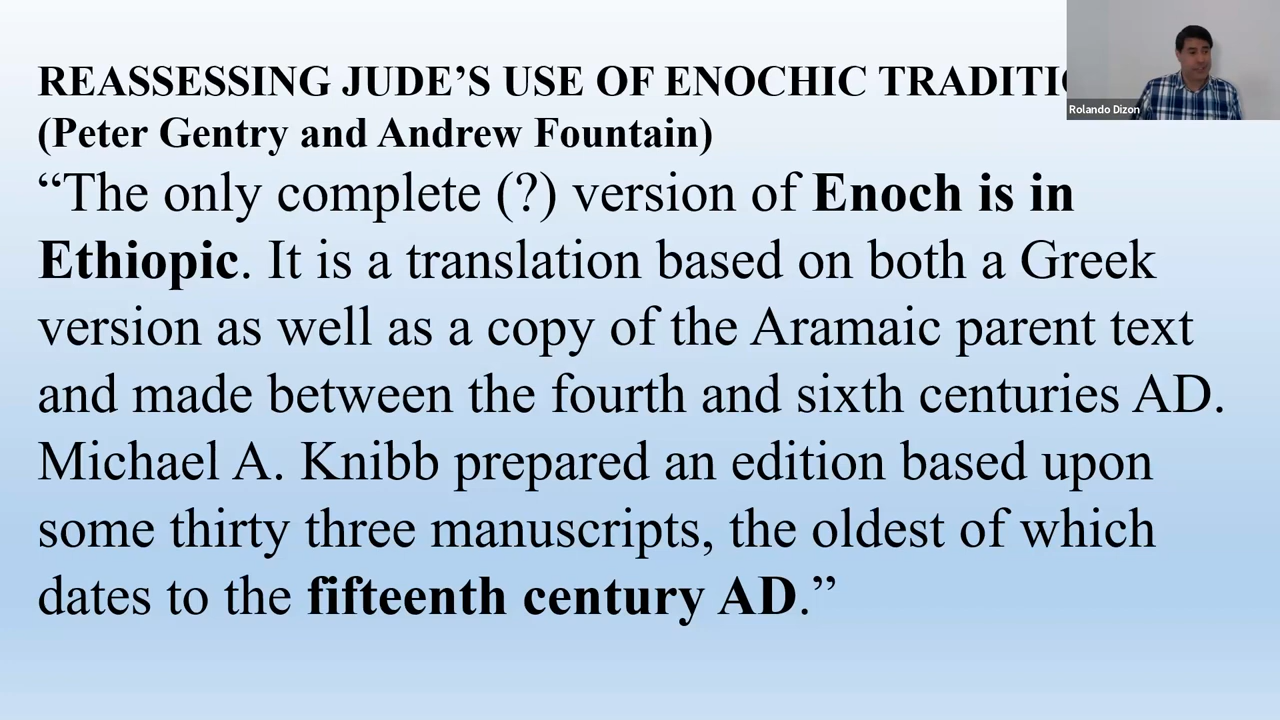 REASSESSING JUDE’S USE OF ENOCHIC
(Peter Gentry and Andrew Fountain)
“The only complete (?) version of Enoch is in
Ethiopic. It is a translation based on both a Greek
version as well as a copy of the Aramaic parent text
and made between the fourth and sixth centuries AD.
Michael A. Knibb prepared an edition based upon
some thirty three manuscripts, the oldest of which
dates to the fifteenth century AD.”
Rolando Dizon